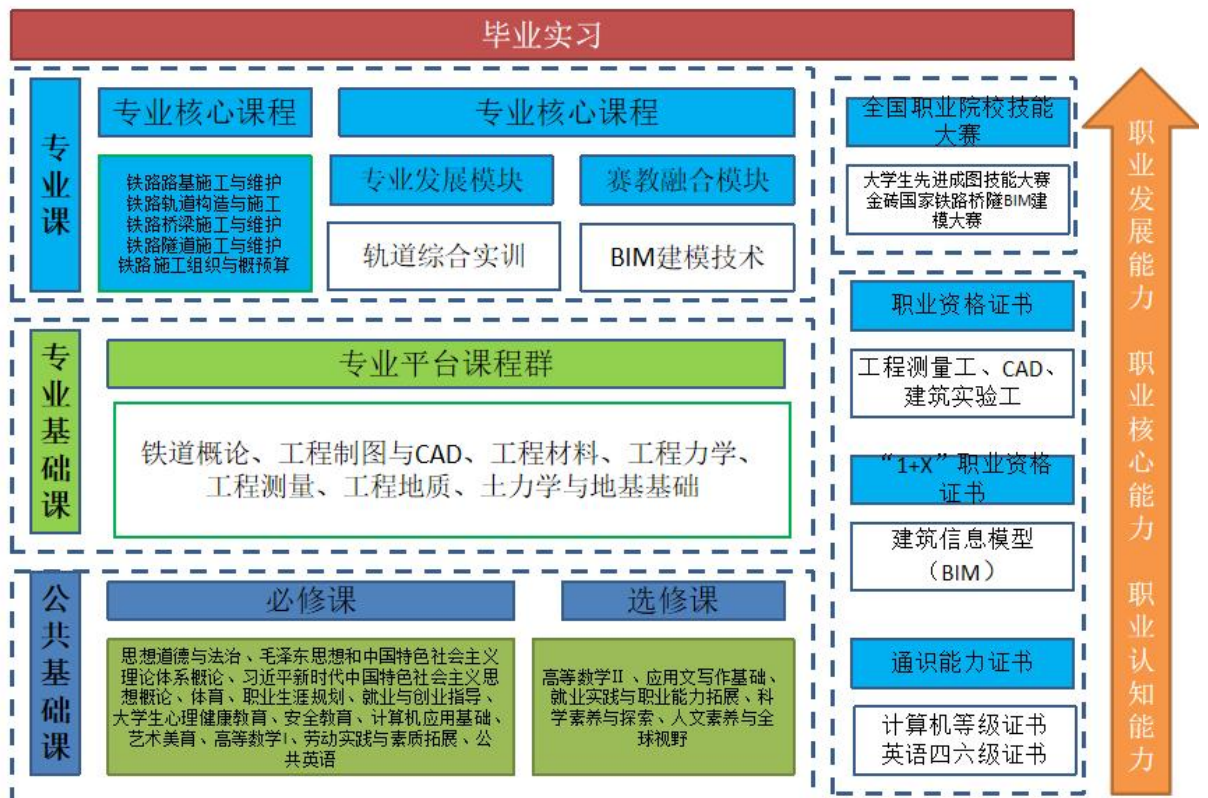 毕业实习
专业课
专业核心课程
铁路路基施工与维护
铁路轨道构造与施工
铁路桥梁施工与维护
铁路隧道施工与维护
铁路施工组织与概预算
专业核心课程
专业发展模块
轨道综合实训
赛教融合模块
BIM建模技术
专业基础课
专业平台课程群
铁道概论、工程制图与CAD、工程材料、工程力学、
工程测量、工程地质、土力学与地基基础
公共基础课
必修课
思想道德与法治、毛泽东思想和中国特色社会主义
理论体系概论、习近平新时代中国特色社会主义思
想概论、体育、职业生涯规划、就业与创业指导、
大学生心理健康教育、安全教育、计算机应用基础、
艺术美育、高等数学I、劳动实践与素质拓展、公
共英语
选修课
高等数学II、应用文写作基础、
就业实践与职业能力拓展、科
学素养与探索、人文素养与全
球视野
全国职业院校技能
大赛
大学生先进成图技能大赛
金砖国家铁路桥隧BIM建
模大赛
职业资格证书
工程测量工、CAD、
建筑实验工
“1+X”职业资格
证书
建筑信息模型
（BIM）
通识能力证书
计算机等级证书
英语四六级证书
职业发展能力
职业核心能力
职业认知能力